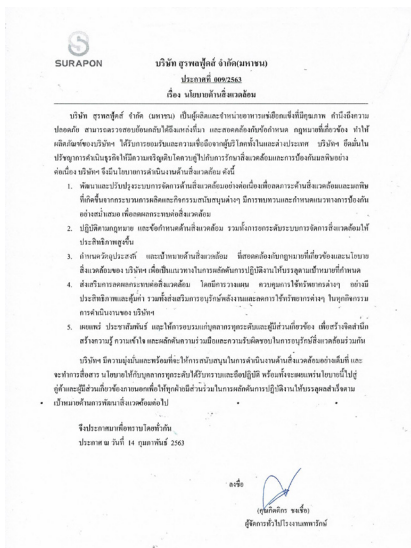 SURAPON
บริษัท สุรพลฟู้ดส์ จำกัด(มหาชน)
ประกาศที่ 009/2563
เรื่อง นโยบายด้านสิ่งแวดล้อม
บริษัท สุรพลฟู้ดส์ จำกัด (มหาชน) เป็นผู้ผลิตและจำหน่ายอาหารแช่เยือกแข็งที่มีคุณภาพ คำนึงถึงความ
ปลอดภัย สามารถตรวจสอบย้อนกลับได้ถึงแหล่งที่มา และสอดคล้องกับข้อกำหนด กฎหมายที่เกี่ยวข้อง ทำให้
ผลิตภัณฑ์ของบริษัทฯ ได้รับการยอมรับและความเชื่อถือจากผู้บริโภคทั้งในและต่างประเทศ บริษัทฯ ยึดมั่นใน
ปรัชญาการดำเนินธุรกิจให้มีความเจริญเติบโตควบคู่ไปกับการรักษาสิ่งแวดล้อมและการป้องกันมลพิษอย่าง
ต่อเนื่อง บริษัทฯ จึงมีนโยบายการดำเนินงานด้านสิ่งแวดล้อม ดังนี้
1. พัฒนาและปรับปรุงระบบการจัดการด้านสิ่งแวดล้อมอย่างต่อเนื่องเพื่อลดภาระด้านสิ่งแวดล้อมและมลพิษ
ที่เกิดขึ้นจากกระบวนการผลิตและกิจกรรมสนับสนุนต่างๆ มีการทบทวนและกำหนดแนวทางการป้องกัน
อย่างสม่ำเสมอ เพื่อลดผลกระทบต่อสิ่งแวดล้อม
2. ปฏิบัติตามกฎหมาย และข้อกำหนดด้านสิ่งแวดล้อม รวมทั้งการยกระดับระบบการจัดการสิ่งแวดล้อมให้
ประสิทธิภาพสูงขึ้น
3. กำหนดวัตถุประสงค์ และเป้าหมายด้านสิ่งแวดล้อม ที่สอดคล้องกับกฎหมายที่เกี่ยวข้องและนโยบาย
สิ่งแวดล้อมของ บริษัทฯ เพื่อเป็นแนวทางในการผลักดันการปฏิบัติงานให้บรรลุตามเป้าหมายที่กำหนด
4. ส่งเสริมการลดผลกระทบต่อสิ่งแวดล้อม โดยมีการวางแผน ควบคุมการใช้ทรัพยากรต่างๆ อย่างมี
ประสิทธิภาพและคุ้มค่า รวมทั้งส่งเสริมการอนุรักษ์พลังงานและลดการใช้ทรัพยากรต่างๆ ในทุกกิจกรรม
การดำเนินงานของ บริษัทฯ
5. เผยแพร่ ประชาสัมพันธ์ และให้การอบรมแก่บุคลากรทุกระดับและผู้มีส่วนเกี่ยวข้อง เพื่อสร้างจิตสำนึก
สร้างความรู้ ความเข้าใจ และผลักดันความร่วมมือและความรับผิดชอบในการอนุรักษ์สิ่งแวดล้อมร่วมกัน
บริษัทฯ มีความมุ่งมั่นและพร้อมที่จะให้การสนับสนุนในการดำเนินงานด้านสิ่งแวดล้อมอย่างเต็มที่ และ
จะทำการสื่อสาร นโยบายให้กับบุคลากรทุกระดับได้รับทราบและถือปฏิบัติ พร้อมทั้งจะเผยแพร่นโยบายนี้ไปสู่
คู่ค้าและผู้มีส่วนเกี่ยวข้องภายนอกเพื่อให้ทุกฝ่ายมีส่วนร่วมในการผลักดันการปฏิบัติงานให้บรรลุผลสำเร็จตาม
เป้าหมายด้านการพัฒนาสิ่งแวดล้อมต่อไป
จึงประกาศมาเพื่อทราบโดยทั่วกัน
ประกาศ ณ วันที่ 14 กุมภาพันธ์ 2563
ลงชื่อ
ผู้จัดการทั่วไปโรงงานเทพารักษ์